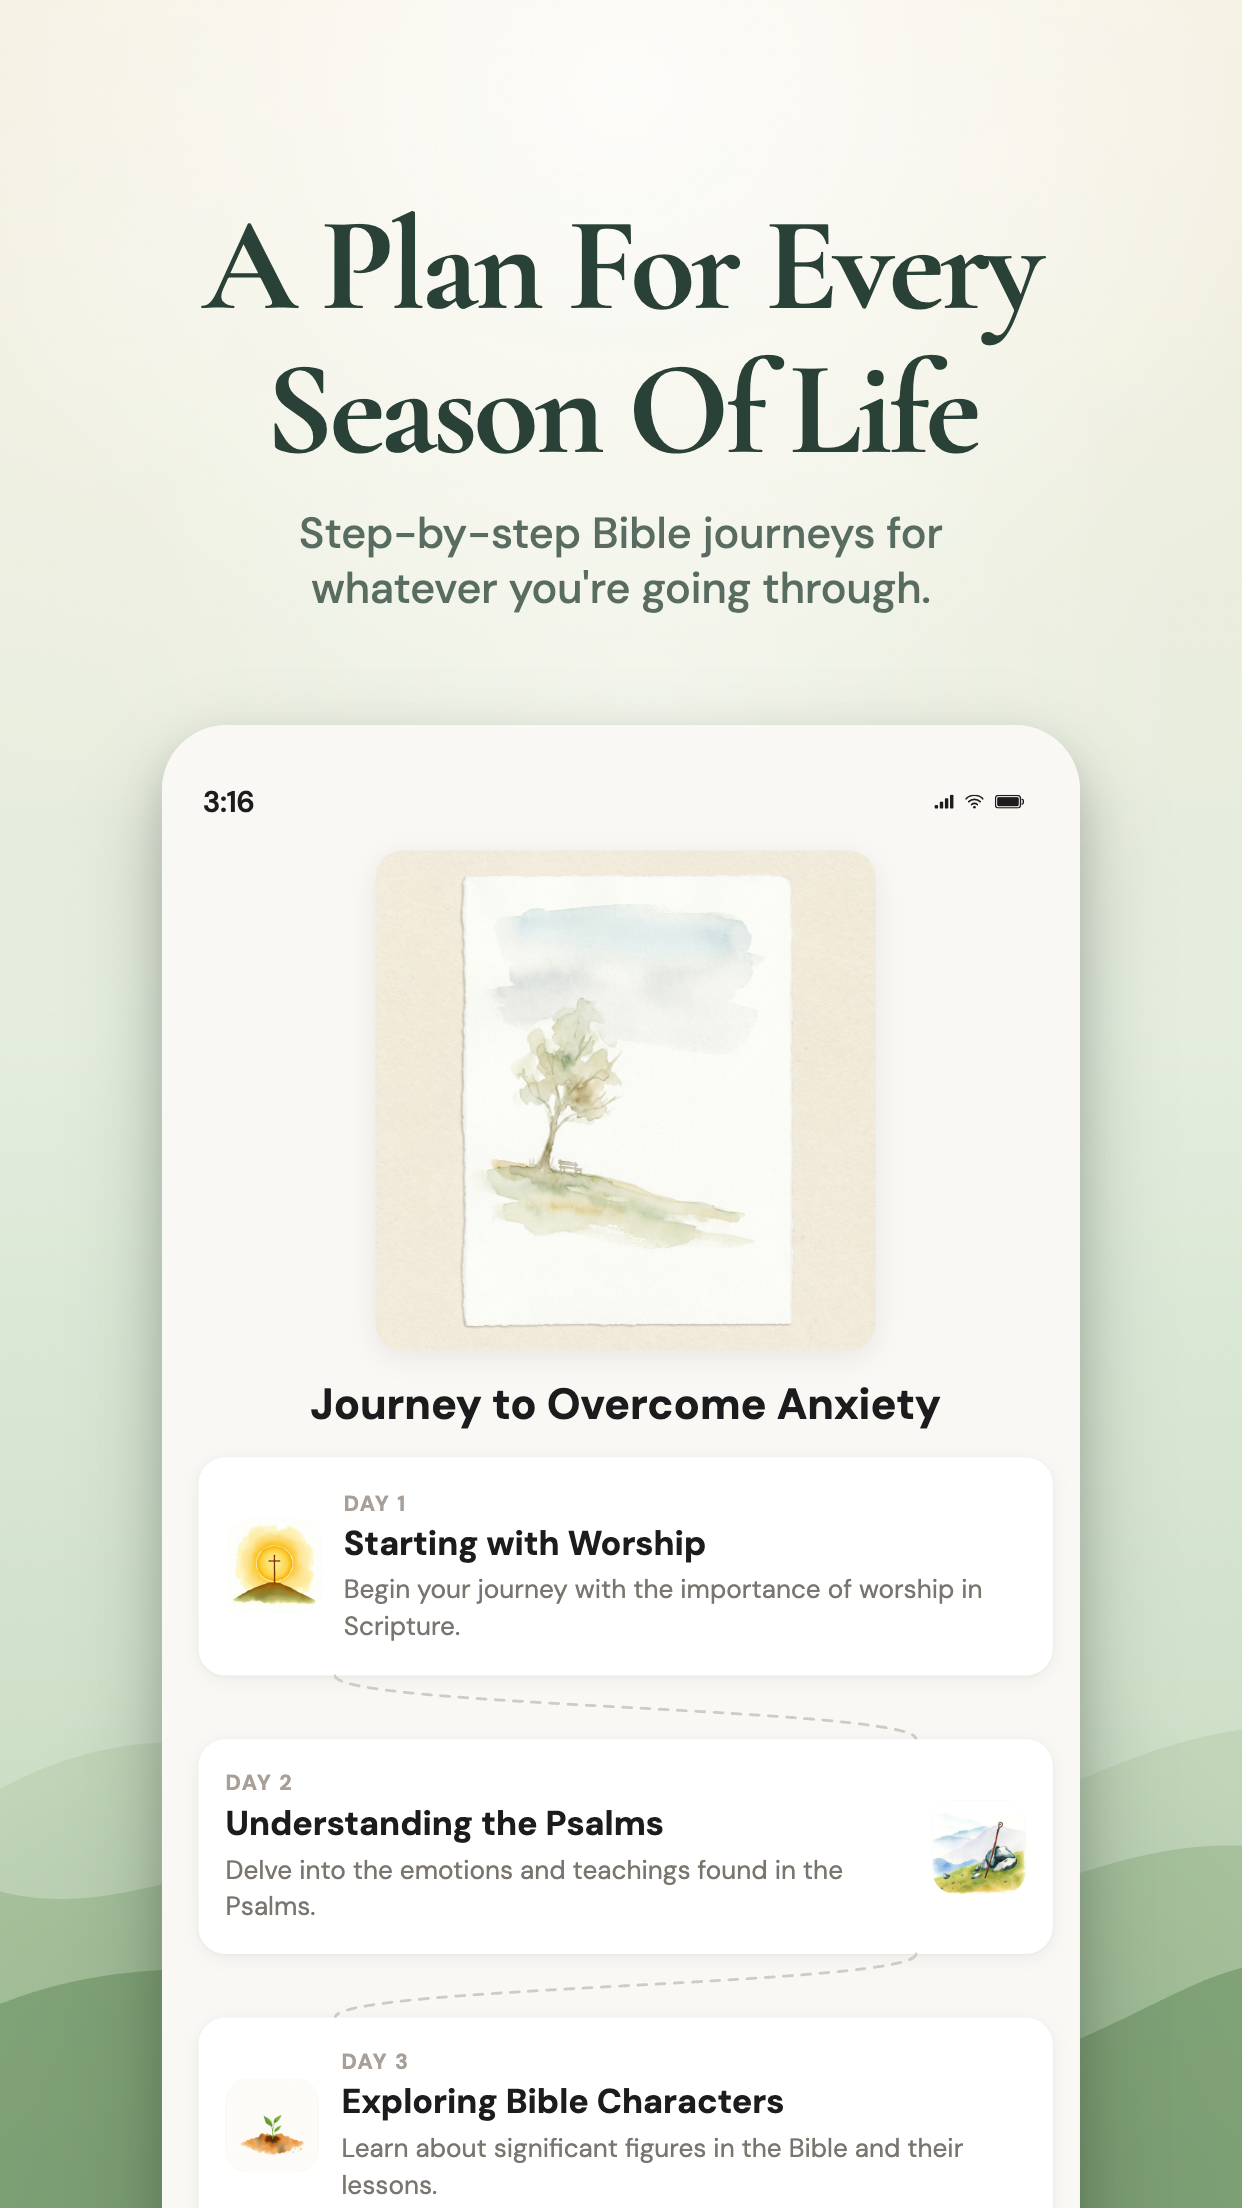 A Plan For Every
Season Of Life
Step-by-step Bible journeys for
whatever you're going through.
3:16
Journey to Overcome Anxiety
DAY 1
Starting with Worship
Begin your journey with the importance of worship in
Scripture.
DAY 2
Understanding the Psalms
Delve into the emotions and teachings found in the
Psalms.
DAY 3
Exploring Bible Characters
Learn about significant figures in the Bible and their
lessons.